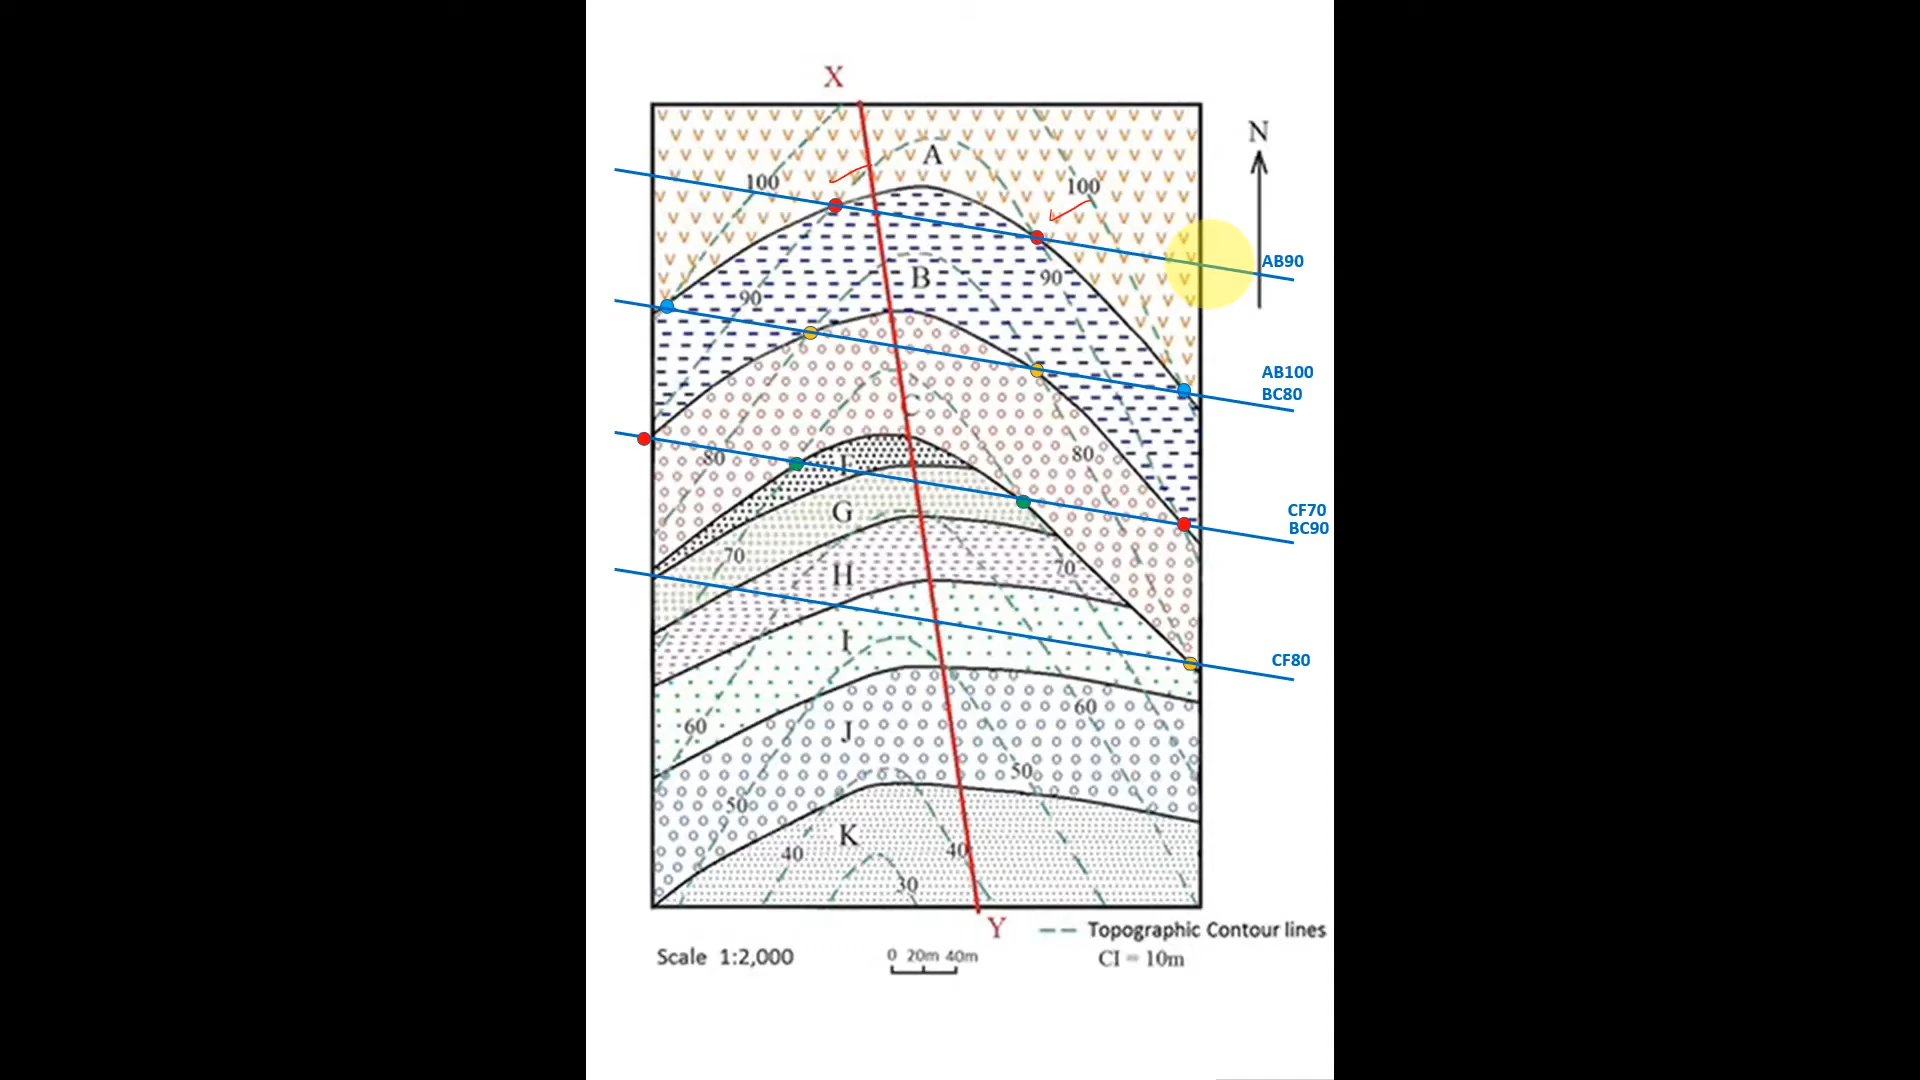 X
N
A
100
100
AB90
B
90
90
AB100
BC80
C
80
80
CF70
BC90
G
70
70
H
CF80
I
60
60
J
50
50
K
40
40
30
Y
Topographic Contour lines
Scale 1:2,000
0 20m 40m
CI = 10m